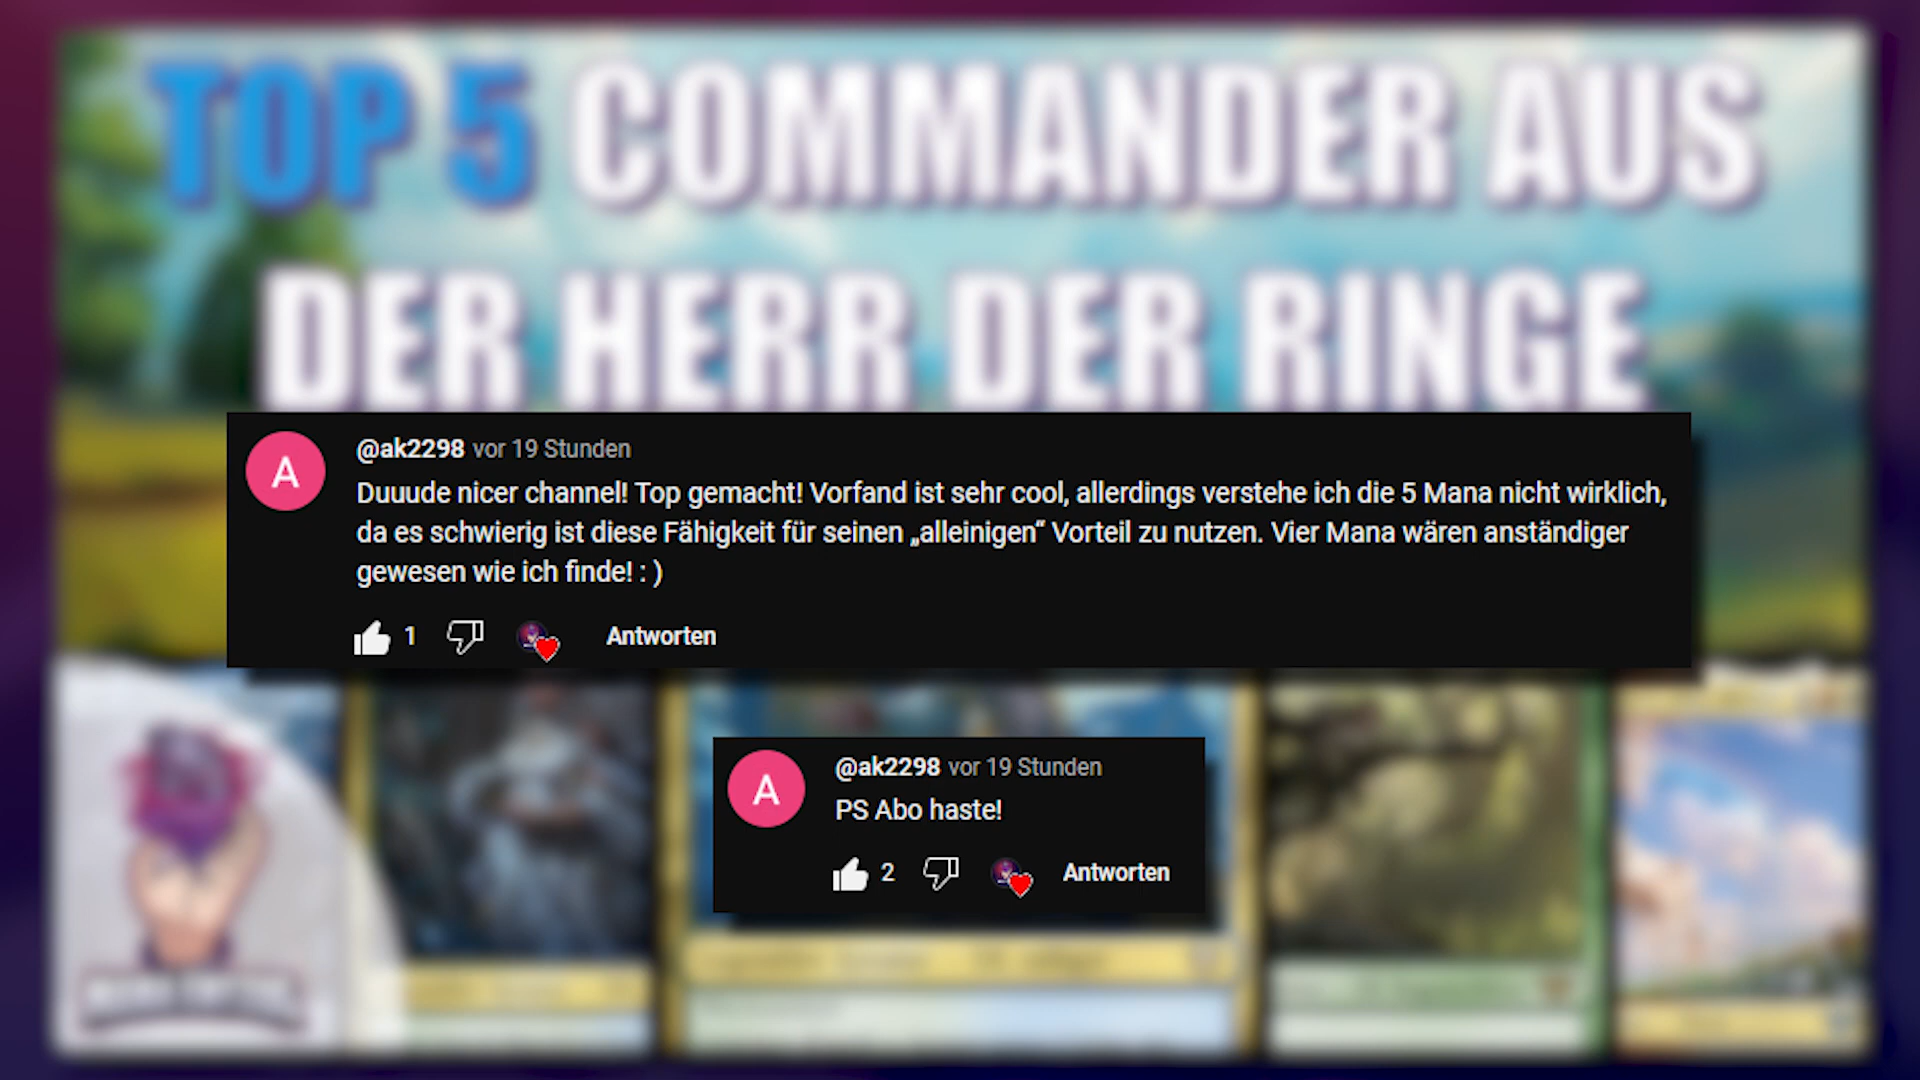 TOP 5 COMMANDER AUS
DER HERR DER RINGE
A
@ak2298 vor 19 Stunden
Duuude nicer channel! Top gemacht! Vorfand ist sehr cool, allerdings verstehe ich die 5 Mana nicht wirklich,
da es schwierig ist diese Fähigkeit für seinen „alleinigen“ Vorteil zu nutzen. Vier Mana wären anständiger
gewesen wie ich finde! : )
1 Antworten
A
@ak2298 vor 19 Stunden
PS Abo haste!
2 Antworten